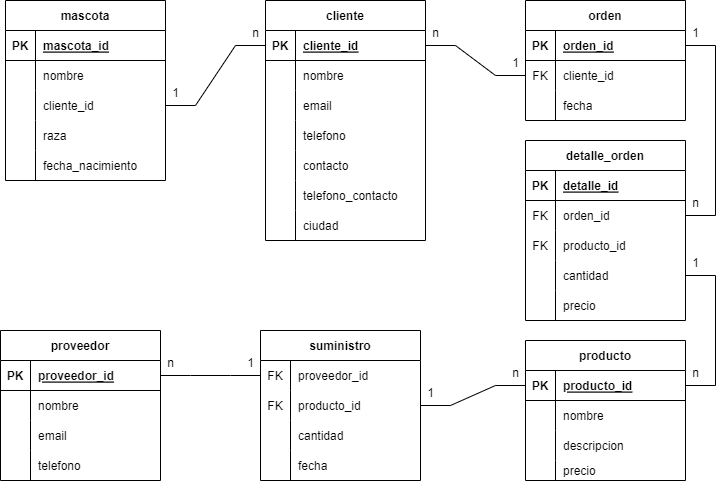 mascota
PK mascota_id
nombre
cliente_id
raza
fecha_nacimiento
1
n
cliente
PK cliente_id
nombre
email
telefono
contacto
telefono_contacto
ciudad
n
1
orden
PK orden_id
FK cliente_id
fecha
1
detalle_orden
PK detalle_id
FK orden_id
FK producto_id
cantidad
precio
n
1
proveedor
PK proveedor_id
nombre
email
telefono
n
1
suministro
FK proveedor_id
FK producto_id
cantidad
fecha
1
n
producto
PK producto_id
nombre
descripcion
precio
n